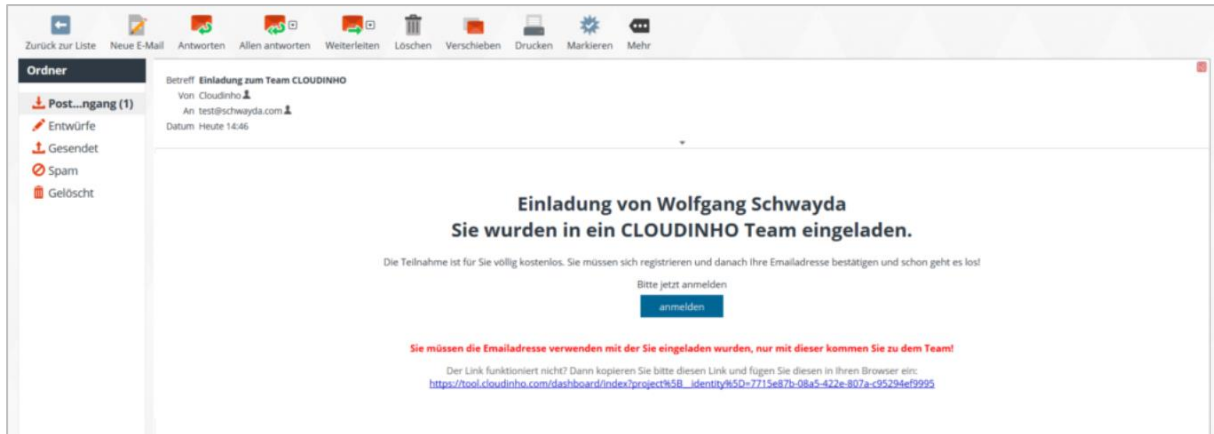 Zurück zur Liste Neue E-Mail Antworten Allen antworten Weiterleiten Löschen Verschieben Drucken Markieren Mehr
Ordner
Post...ngang (1)
Entwürfe
Gesendet
Spam
Gelöscht
Betreff Einladung zum Team CLOUDINHO
Von Cloudinho
An test@schwayda.com
Datum Heute 14:46
Einladung von Wolfgang Schwayda
Sie wurden in ein CLOUDINHO Team eingeladen.
Die Teilnahme ist für Sie völlig kostenlos. Sie müssen sich registrieren und danach Ihre Emailadresse bestätigen und schon geht es los!
Bitte jetzt anmelden
anmelden
Sie müssen die Emailadresse verwenden mit der Sie eingeladen wurden, nur mit dieser kommen Sie zu dem Team!
Der Link funktioniert nicht? Dann kopieren Sie bitte diesen Link und fügen Sie diesen in Ihren Browser ein:
https://tool.cloudinho.com/dashboard/index?project%5B__identity%5D=7715e87b-08a5-422e-807a-c95294ef9995